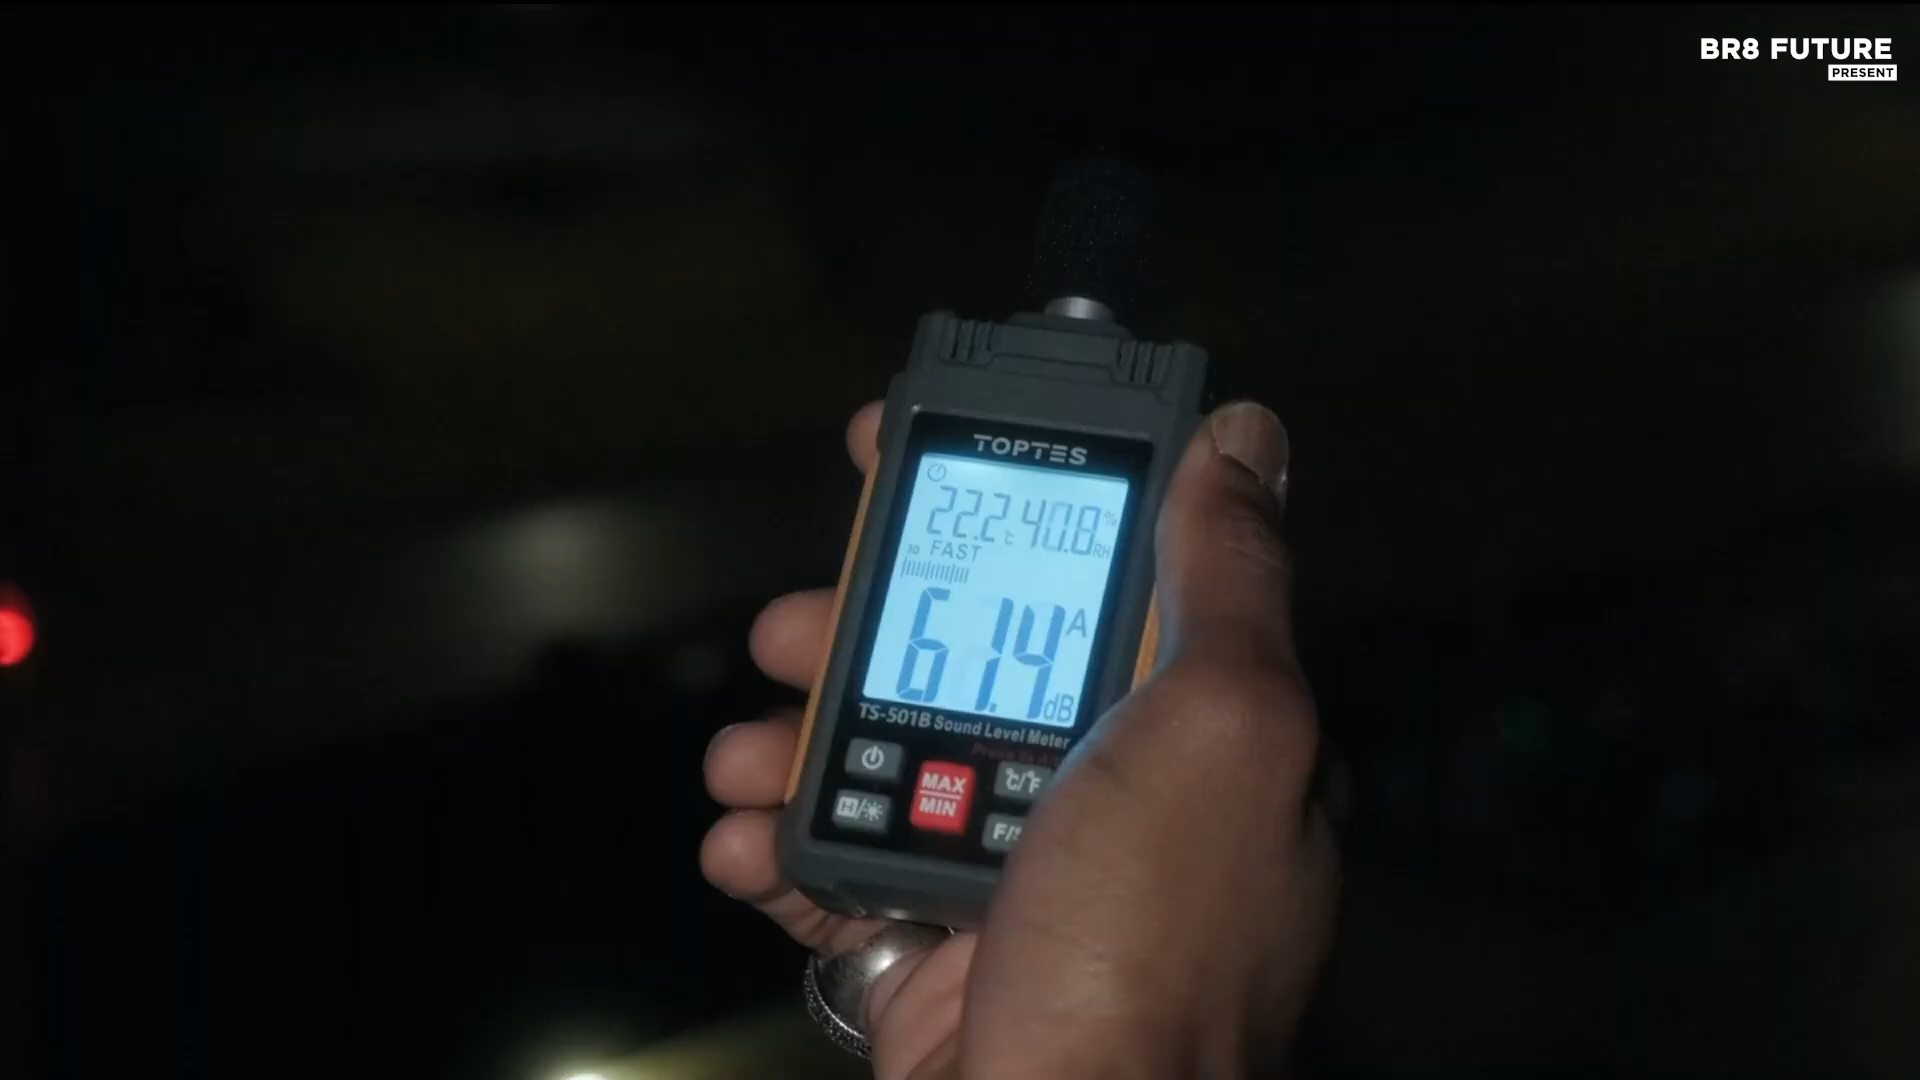 BR8 FUTURE
PRESENT
TOPTES
22.2 °C 40.8 % RH
30 FAST
61.4 A dB
TS-501B Sound Level Meter
MAX
MIN
°C/°F
H/☀
F/